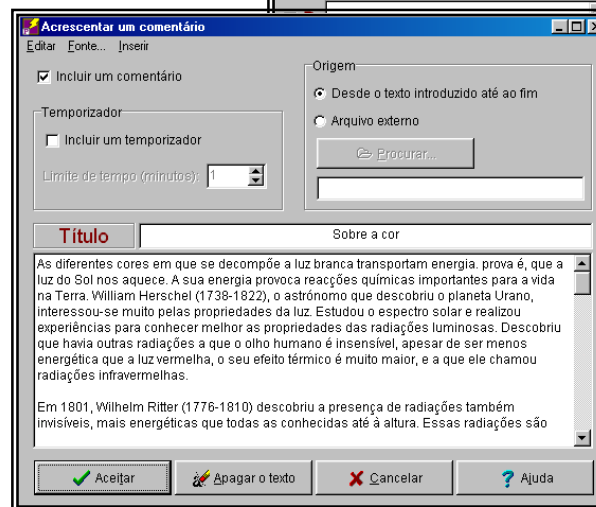 Acrescentar um comentário
Editar Fonte... Inserir
Incluir um comentário
Temporizador
Incluir um temporizador
Limite de tempo (minutos): 1
Origem
Desde o texto introduzido até ao fim
Arquivo externo
Procurar...
Título
Sobre a cor
As diferentes cores em que se decompõe a luz branca transportam energia. prova é, que a
luz do Sol nos aquece. A sua energia provoca reacções químicas importantes para a vida
na Terra. William Herschel (1738-1822), o astrónomo que descobriu o planeta Urano,
interessou-se muito pelas propriedades da luz. Estudou o espectro solar e realizou
experiências para conhecer melhor as propriedades das radiações luminosas. Descobriu
que havia outras radiações a que o olho humano é insensível, apesar de ser menos
energética que a luz vermelha, o seu efeito térmico é muito maior, e a que ele chamou
radiações infravermelhas.
Em 1801, Wilhelm Ritter (1776-1810) descobriu a presença de radiações também
invisíveis, mais energéticas que todas as conhecidas até à altura. Essas radiações são
Aceitar
Apagar o texto
Cancelar
Ajuda